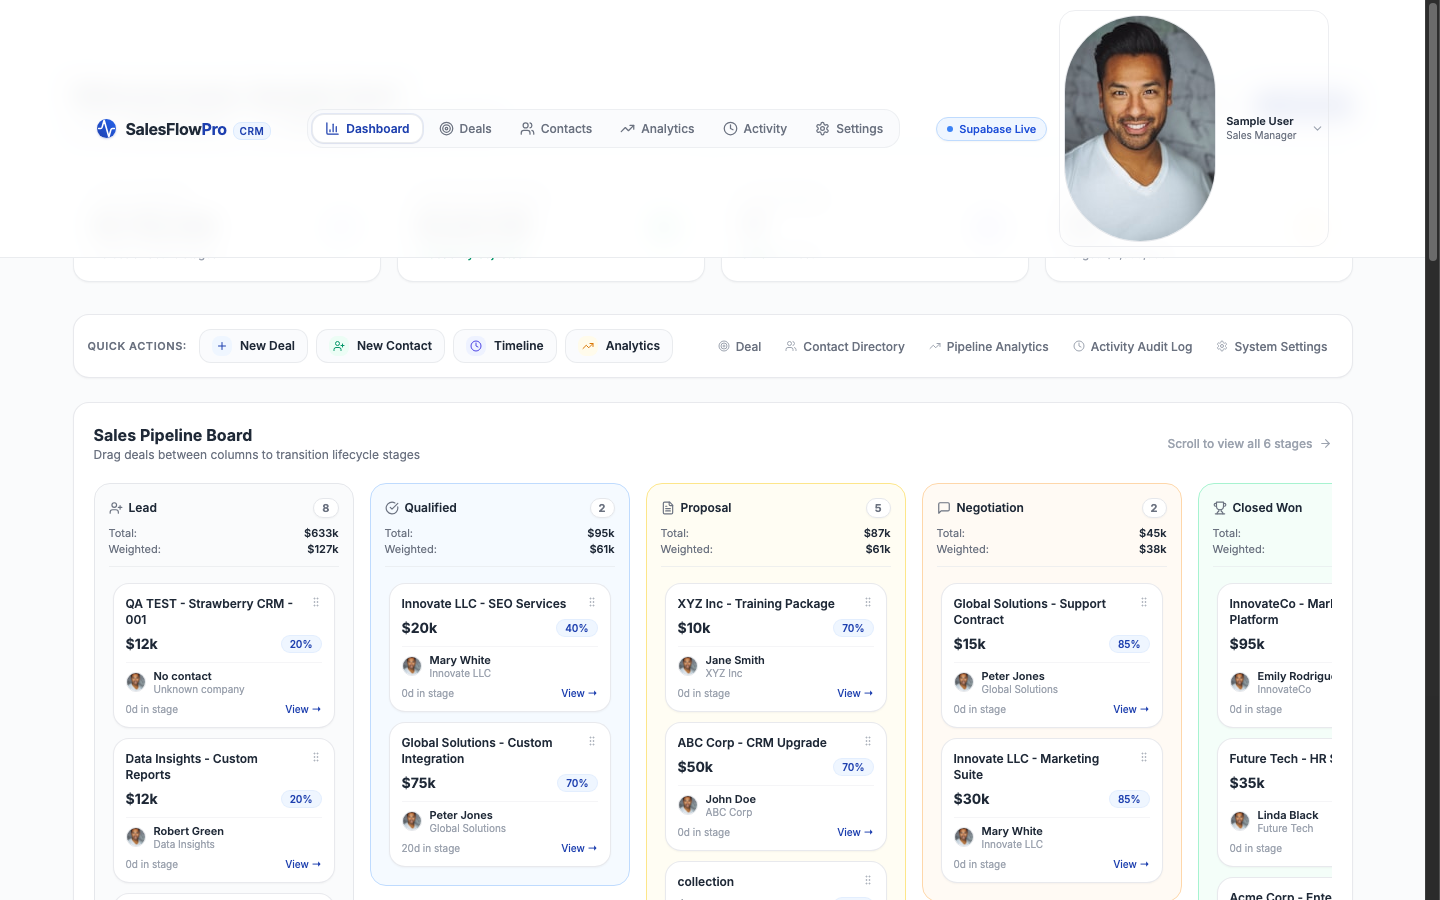 SalesFlowPro CRM
Dashboard
Deals
Contacts
Analytics
Activity
Settings
Supabase Live
Sample User
Sales Manager
QUICK ACTIONS:
New Deal
New Contact
Timeline
Analytics
Deal
Contact Directory
Pipeline Analytics
Activity Audit Log
System Settings
Sales Pipeline Board
Drag deals between columns to transition lifecycle stages
Scroll to view all 6 stages →
Lead 8
Total: $633k
Weighted: $127k
QA TEST - Strawberry CRM -
001
$12k 20%
No contact
Unknown company
0d in stage View →
Data Insights - Custom
Reports
$12k 20%
Robert Green
Data Insights
0d in stage View →
Qualified 2
Total: $95k
Weighted: $61k
Innovate LLC - SEO Services
$20k 40%
Mary White
Innovate LLC
0d in stage View →
Global Solutions - Custom
Integration
$75k 70%
Peter Jones
Global Solutions
20d in stage View →
Proposal 5
Total: $87k
Weighted: $61k
XYZ Inc - Training Package
$10k 70%
Jane Smith
XYZ Inc
0d in stage View →
ABC Corp - CRM Upgrade
$50k 70%
John Doe
ABC Corp
0d in stage View →
collection
Negotiation 2
Total: $45k
Weighted: $38k
Global Solutions - Support
Contract
$15k 85%
Peter Jones
Global Solutions
0d in stage View →
Innovate LLC - Marketing
Suite
$30k 85%
Mary White
Innovate LLC
0d in stage View →
Closed Won
Total:
Weighted:
InnovateCo -
Platform
$95k
Emily
InnovateCo
0d in stage
Future Tech - HR
$35k
Linda Black
Future Tech
0d in stage
Acme Corp -